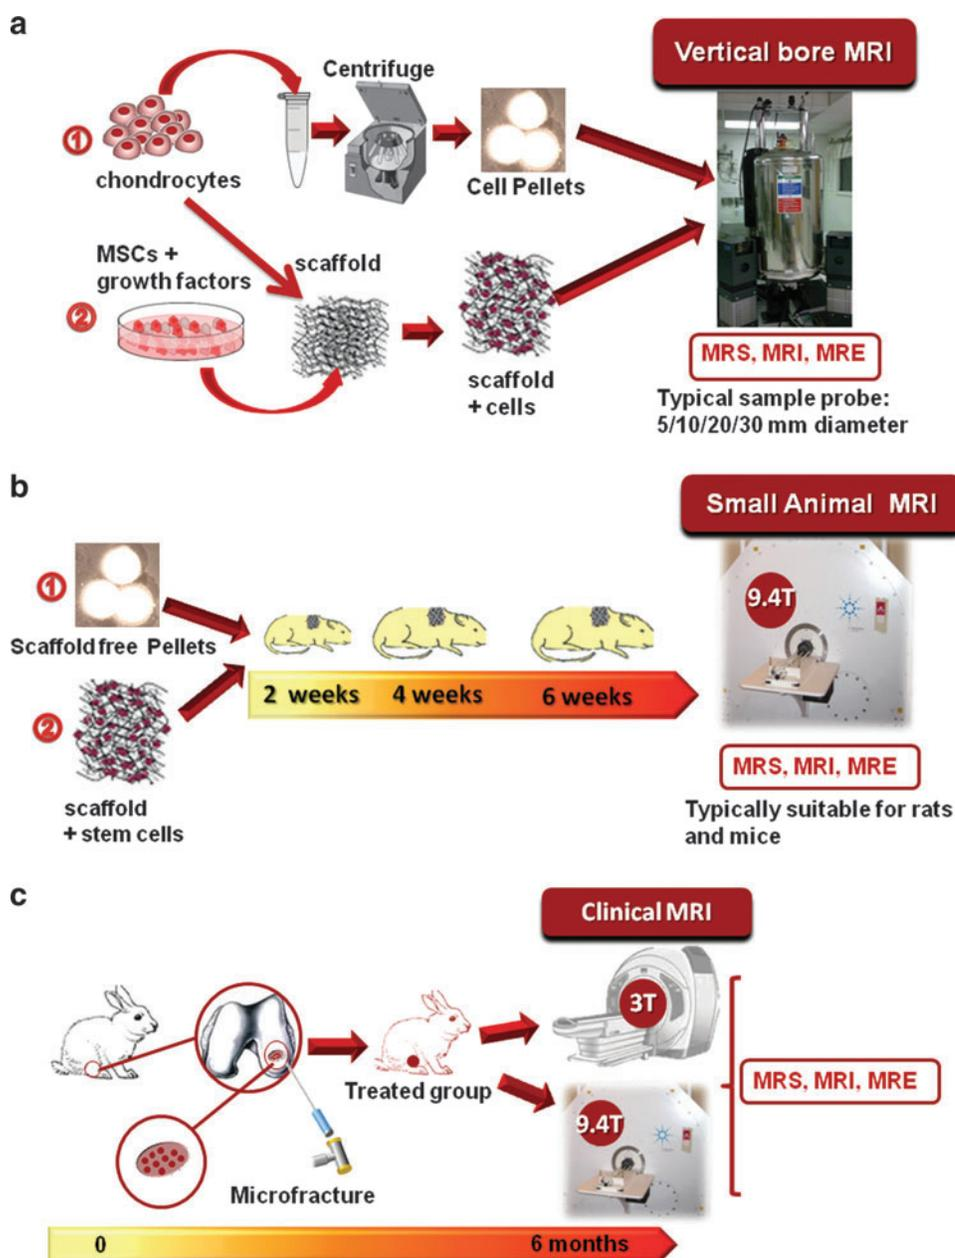 a
Vertical bore MRI
Centrifuge
1
chondrocytes
Cell Pellets
MSCs +
growth factors
scaffold
2
scaffold
+ cells
MRS, MRI, MRE
Typical sample probe:
5/10/20/30 mm diameter
b
Small Animal MRI
1
9.4T
Scaffold free Pellets
2 weeks
4 weeks
6 weeks
2
scaffold
+ stem cells
MRS, MRI, MRE
Typically suitable for rats
and mice
c
Clinical MRI
3T
Treated group
MRS, MRI, MRE
9.4T
Microfracture
0
6 months